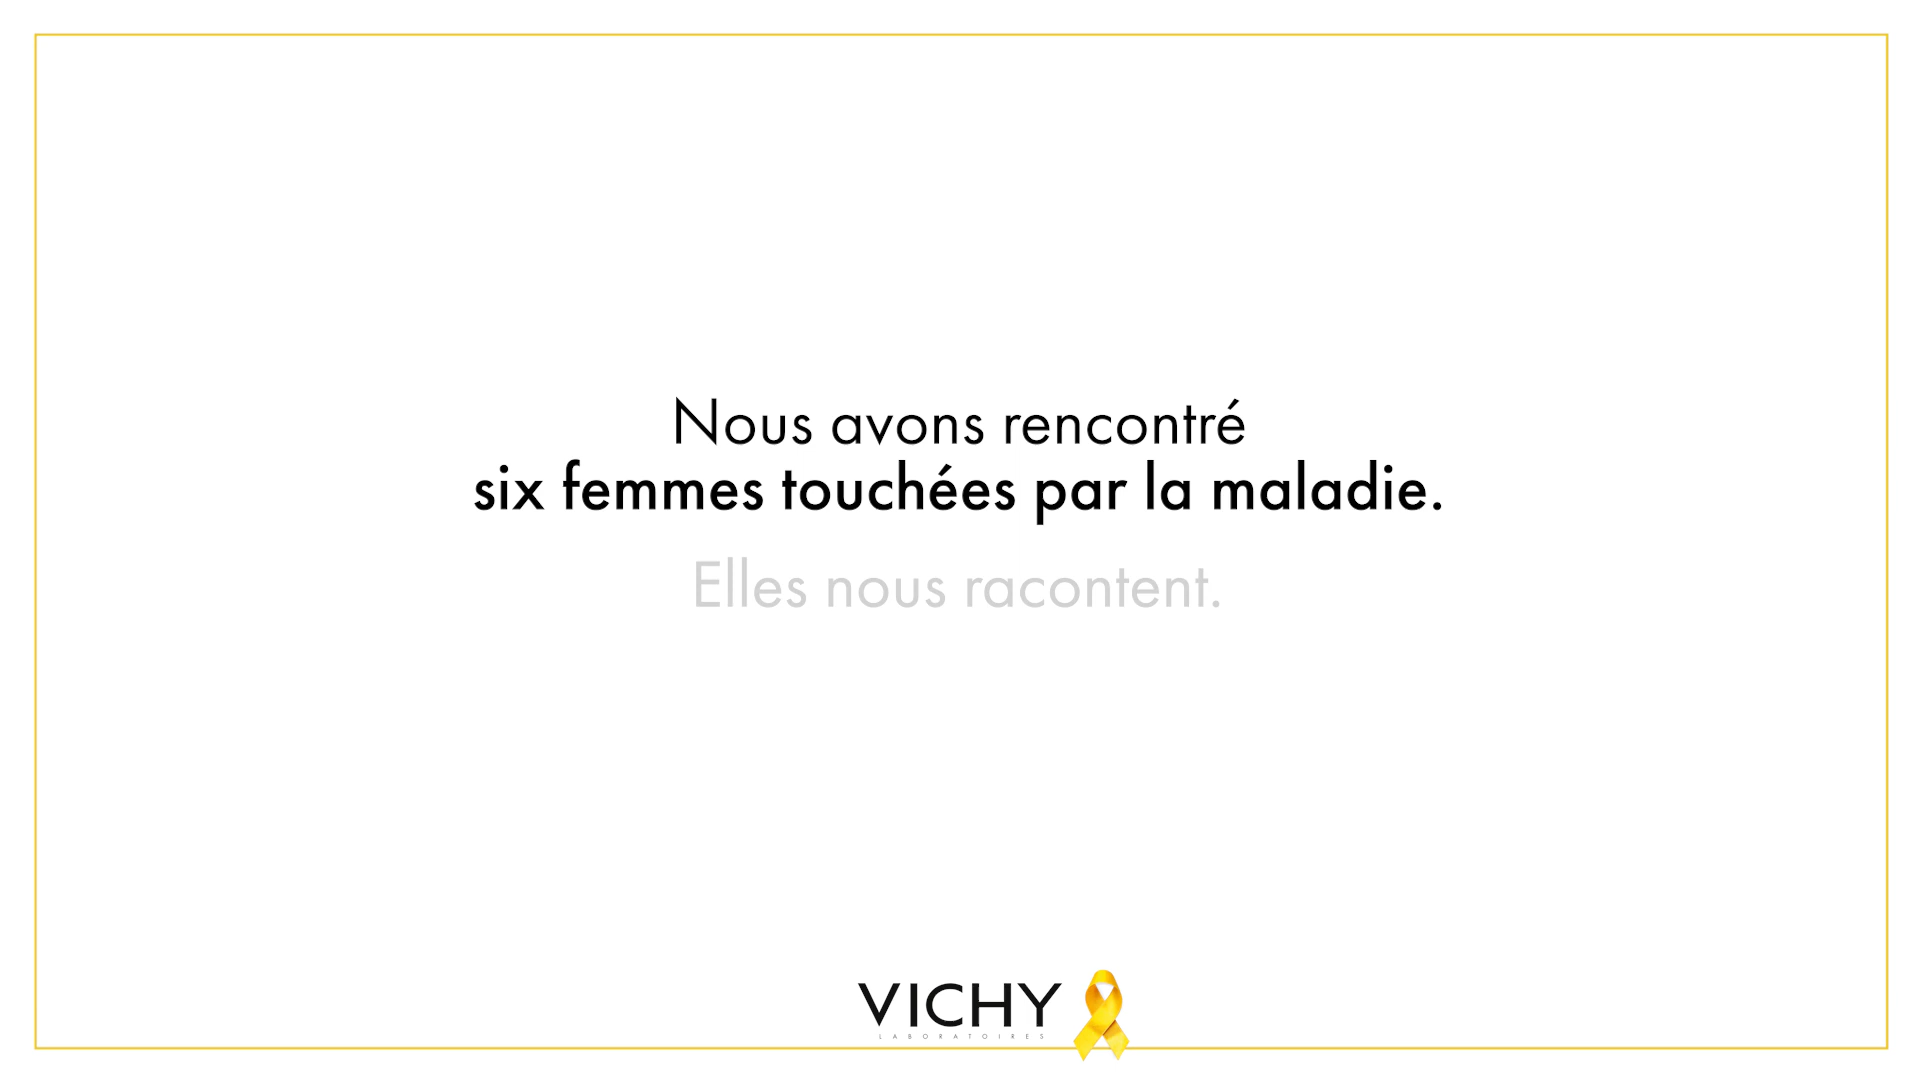 Nous avons rencontré
six femmes touchées par la maladie.
Elles nous racontent.
VICHY
LABORATOIRES